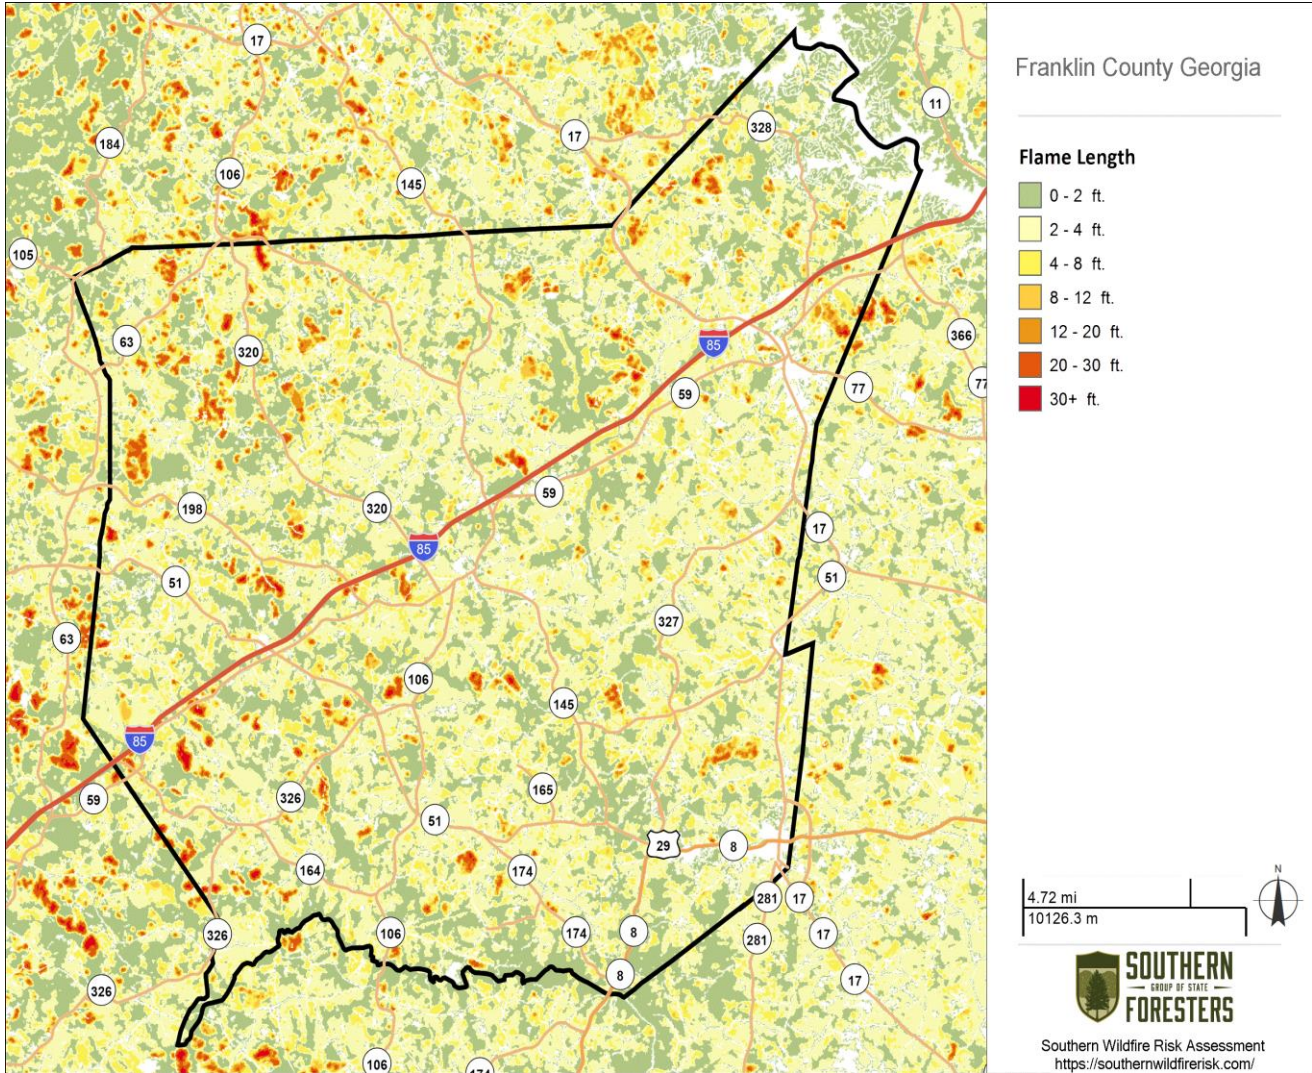 Franklin County Georgia
Flame Length
0 - 2 ft.
2 - 4 ft.
4 - 8 ft.
8 - 12 ft.
12 - 20 ft.
20 - 30 ft.
30+ ft.
17
11
328
17
184
106
145
105
63
320
85
366
77
59
77
59
198
320
17
85
51
51
327
63
106
145
85
165
326
59
51
29
8
164
174
281
17
326
106
174
8
281
17
8
17
326
106
174
4.72 mi
10126.3 m
N
SOUTHERN
GROUP OF STATE
FORESTERS
Southern Wildfire Risk Assessment
https://southernwildfirerisk.com/